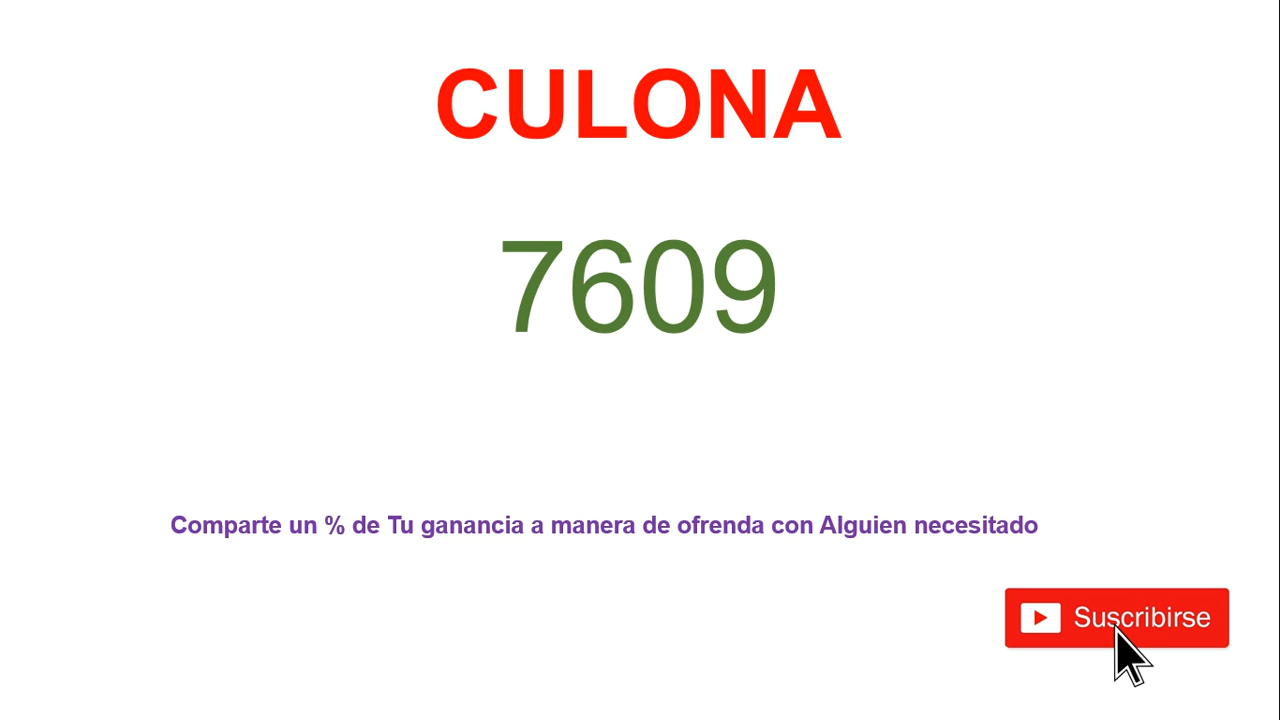 CULONA
7609
Comparte un % de Tu ganancia a manera de ofrenda con Alguien necesitado
Suscribirse